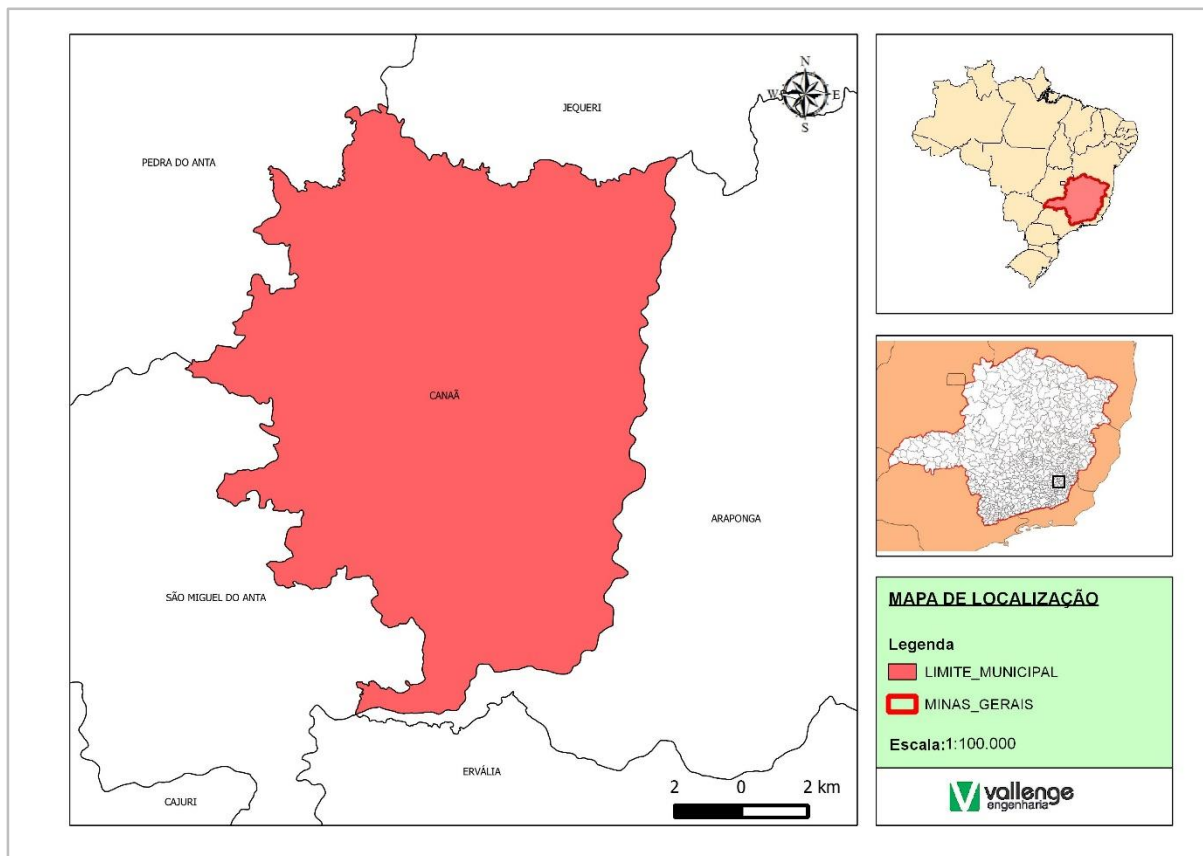 N
W E
S
JEQUERI
PEDRA DO ANTA
CANAÃ
ARAPONGA
SÃO MIGUEL DO ANTA
ERVÁLIA
CAJURI
2 0 2 km
MAPA DE LOCALIZAÇÃO
Legenda
LIMITE_MUNICIPAL
MINAS_GERAIS
Escala:1:100.000
vallenge
engenharia